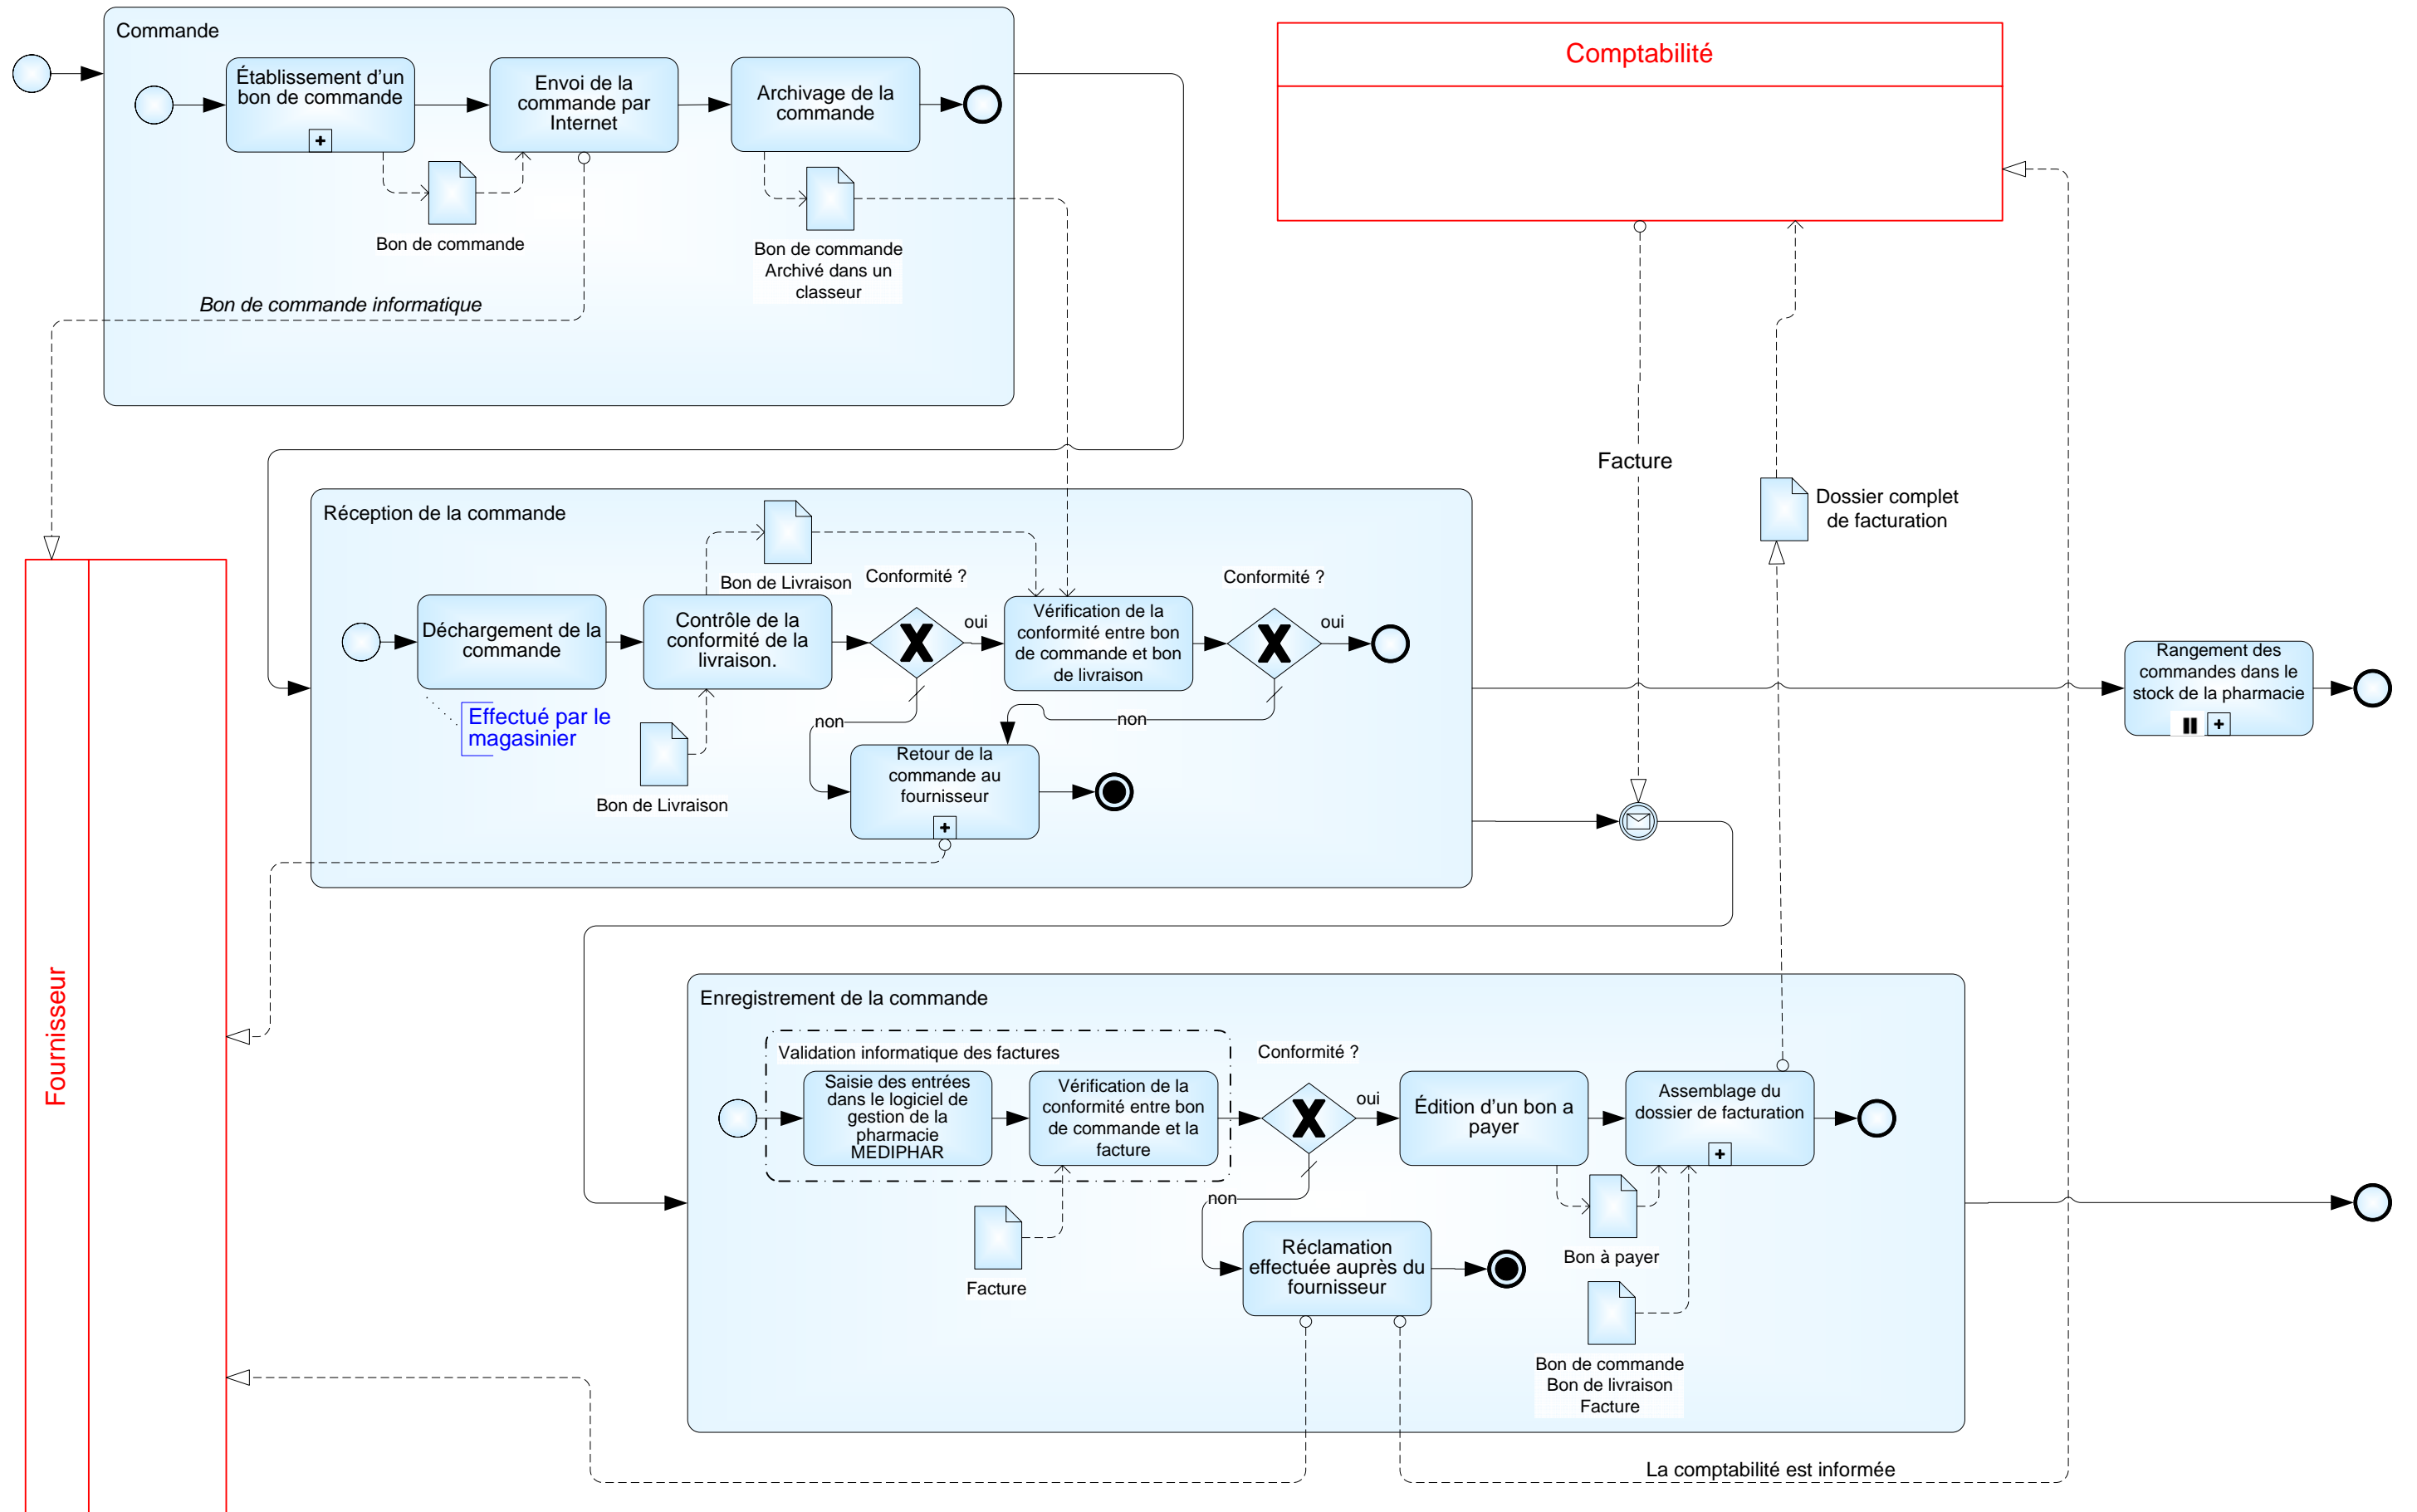 Commande
Établissement d'un
bon de commande
Envoi de la
commande par
Internet
Archivage de la
commande
Bon de commande
Bon de commande
Archivé dans un
classeur
Bon de commande informatique
Comptabilité
Facture
Dossier complet
de facturation
Réception de la commande
Bon de Livraison
Conformité ?
Conformité ?
Déchargement de la
commande
Contrôle de la
conformité de la
livraison.
oui
Vérification de la
conformité entre bon
de commande et bon
de livraison
oui
Effectué par le
magasinier
non
non
Bon de Livraison
Retour de la
commande au
fournisseur
Rangement des
commandes dans le
stock de la pharmacie
Fournisseur
Enregistrement de la commande
Validation informatique des factures
Conformité ?
Saisie des entrées
dans le logiciel de
gestion de la
pharmacie
MEDIPHAR
Vérification de la
conformité entre bon
de commande et la
facture
oui
Édition d'un bon a
payer
Assemblage du
dossier de facturation
non
Facture
Réclamation
effectuée auprès du
fournisseur
Bon à payer
Bon de commande
Bon de livraison
Facture
La comptabilité est informée